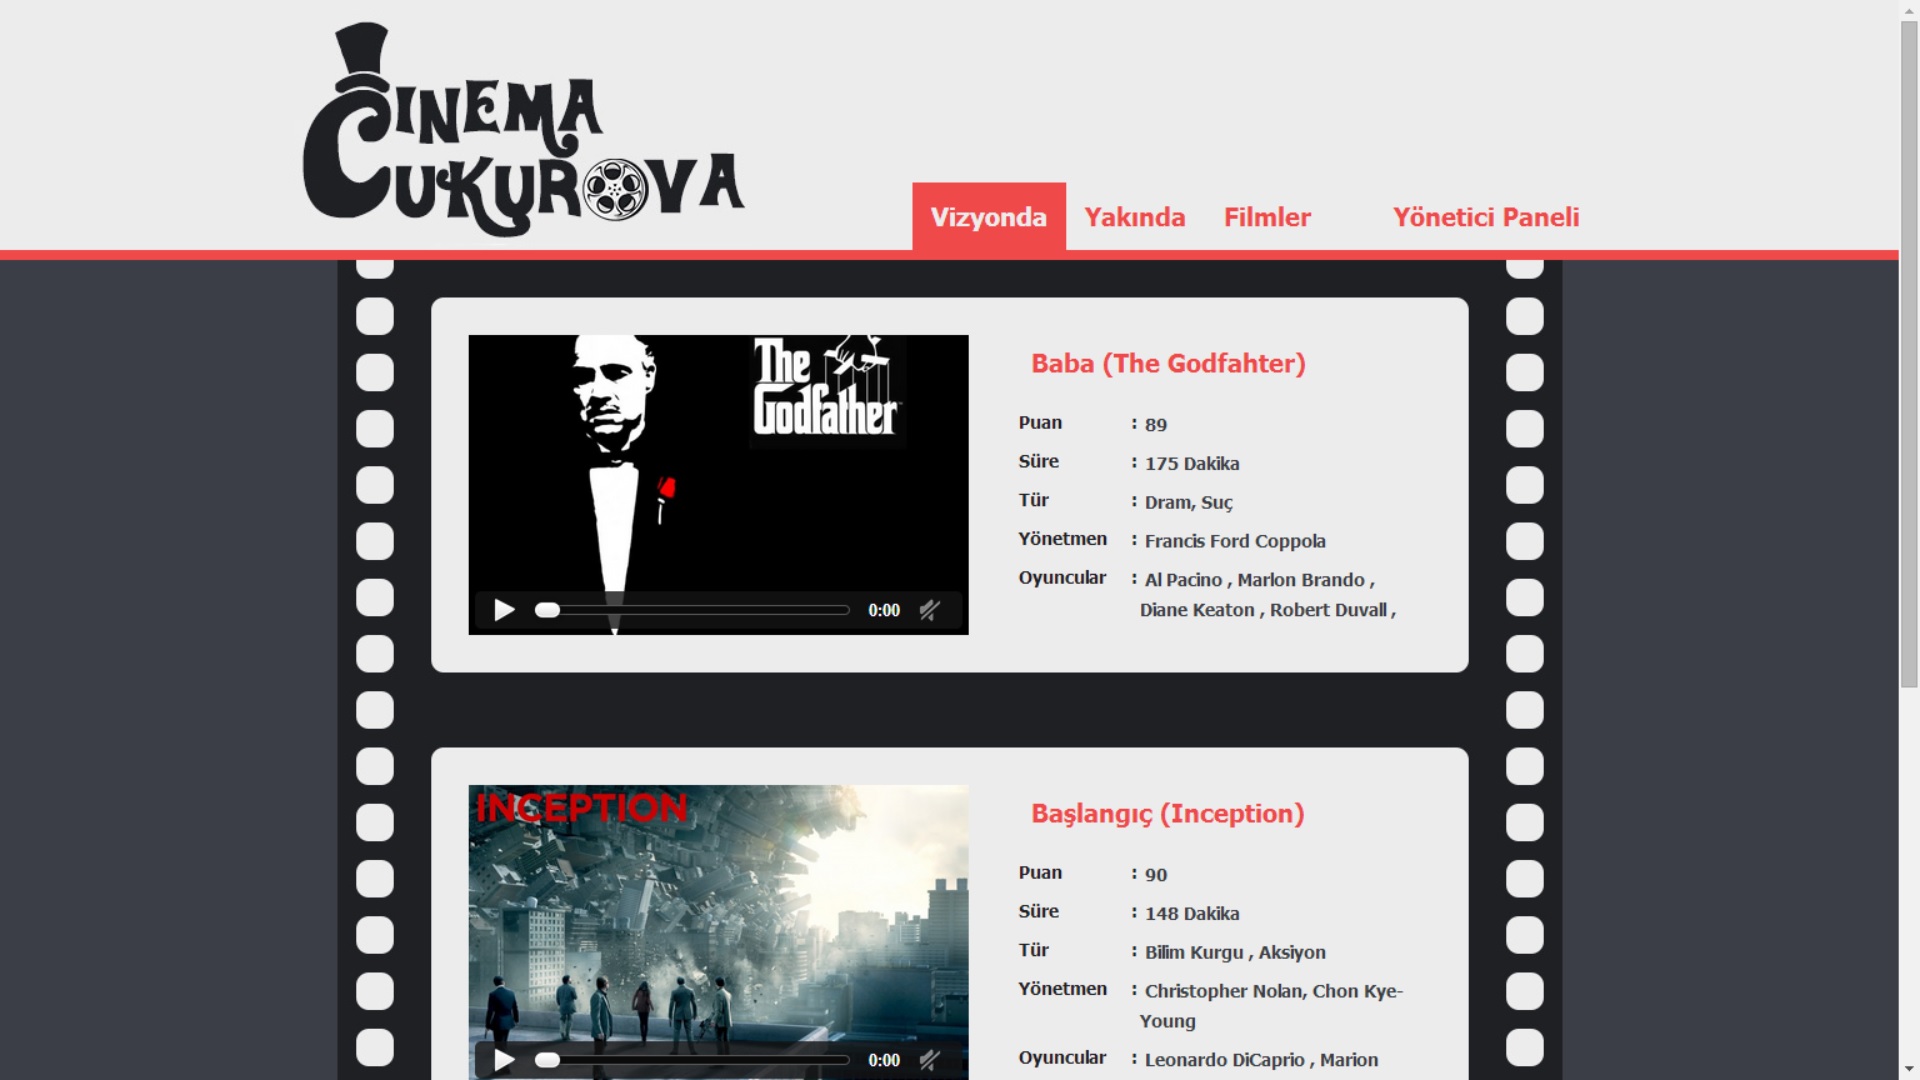 CINEMA
ÇUKUROVA
Vizyonda Yakında Filmler Yönetici Paneli
The
Godfather
0:00
Baba (The Godfahter)
Puan : 89
Süre : 175 Dakika
Tür : Dram, Suç
Yönetmen : Francis Ford Coppola
Oyuncular : Al Pacino , Marlon Brando ,
Diane Keaton , Robert Duvall ,
INCEPTION
0:00
Başlangıç (Inception)
Puan : 90
Süre : 148 Dakika
Tür : Bilim Kurgu , Aksiyon
Yönetmen : Christopher Nolan, Chon Kye-
Young
Oyuncular : Leonardo DiCaprio , Marion